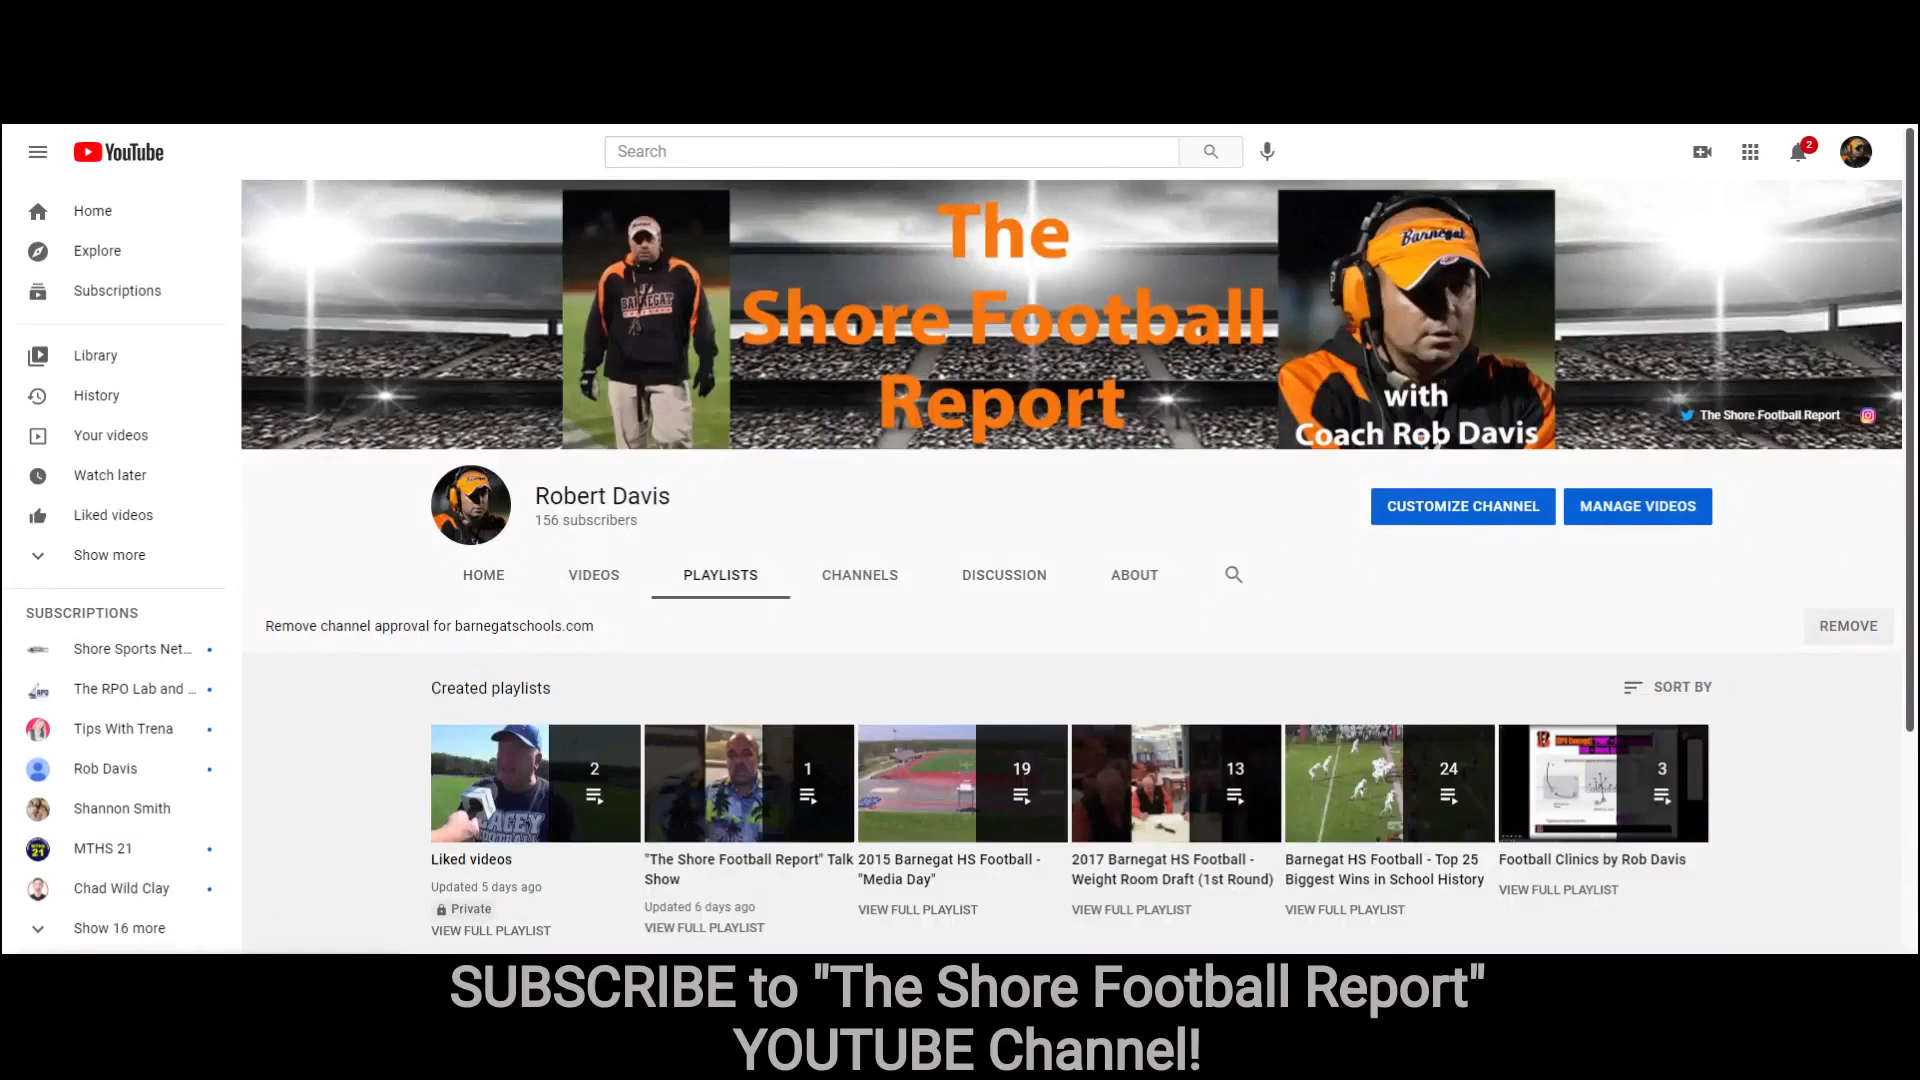 YouTube
Search
2
Home
Explore
Subscriptions
Library
History
Your videos
Watch later
Liked videos
Show more
SUBSCRIPTIONS
Shore Sports Net...
The RPO Lab and ...
Tips With Trena
Rob Davis
Shannon Smith
MTHS 21
Chad Wild Clay
Show 16 more
The
Shore Football
Report
BARNEGAT
Barnegat
with
Coach Rob Davis
The Shore Football Report
Robert Davis
156 subscribers
CUSTOMIZE CHANNEL
MANAGE VIDEOS
HOME
VIDEOS
PLAYLISTS
CHANNELS
DISCUSSION
ABOUT
Remove channel approval for barnegatschools.com
REMOVE
Created playlists
SORT BY
2
LACEY
Liked videos
Updated 5 days ago
Private
VIEW FULL PLAYLIST
1
"The Shore Football Report" Talk
Show
Updated 6 days ago
VIEW FULL PLAYLIST
19
2015 Barnegat HS Football -
"Media Day"
VIEW FULL PLAYLIST
13
2017 Barnegat HS Football -
Weight Room Draft (1st Round)
VIEW FULL PLAYLIST
24
Barnegat HS Football - Top 25
Biggest Wins in School History
VIEW FULL PLAYLIST
3
Football Clinics by Rob Davis
VIEW FULL PLAYLIST
SUBSCRIBE to "The Shore Football Report"
YOUTUBE Channel!